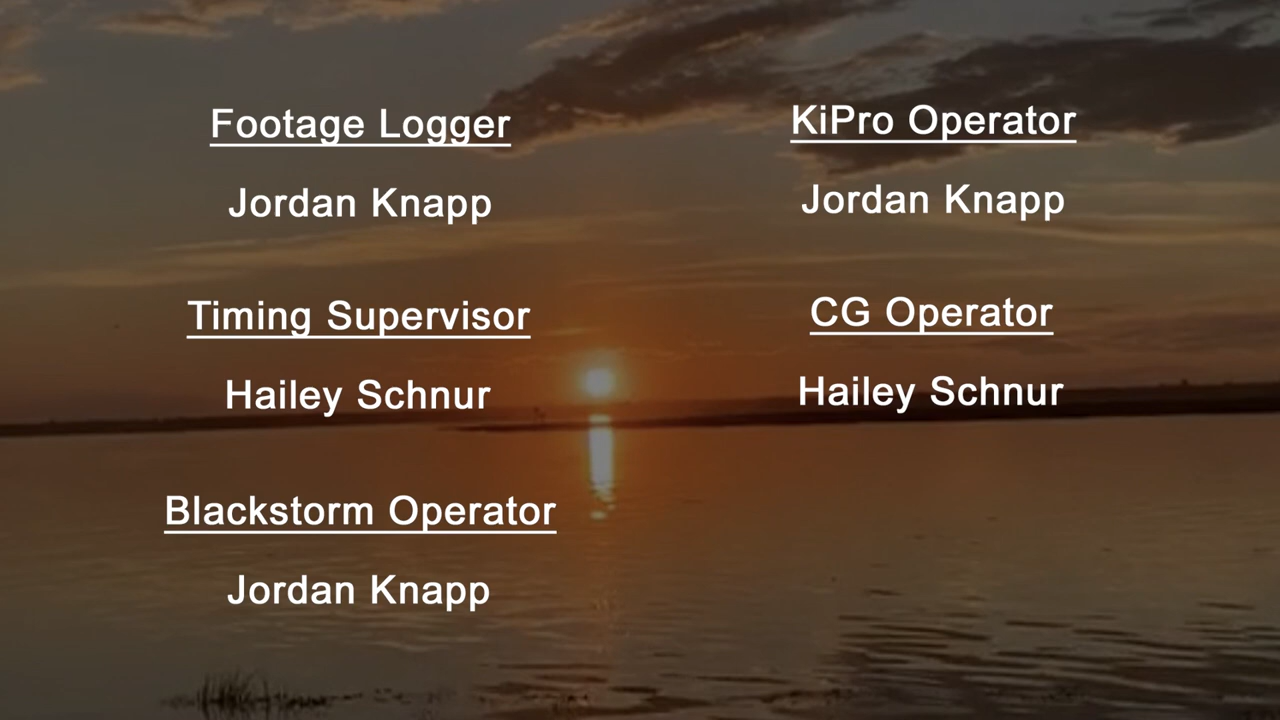 Footage Logger
Jordan Knapp
Timing Supervisor
Hailey Schnur
Blackstorm Operator
Jordan Knapp
KiPro Operator
Jordan Knapp
CG Operator
Hailey Schnur